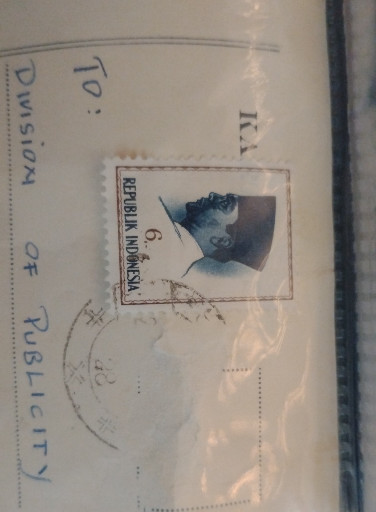 KA
6,-
REPUBLIK INDONESIA
TO:
DIVISION OF PUBLICITY